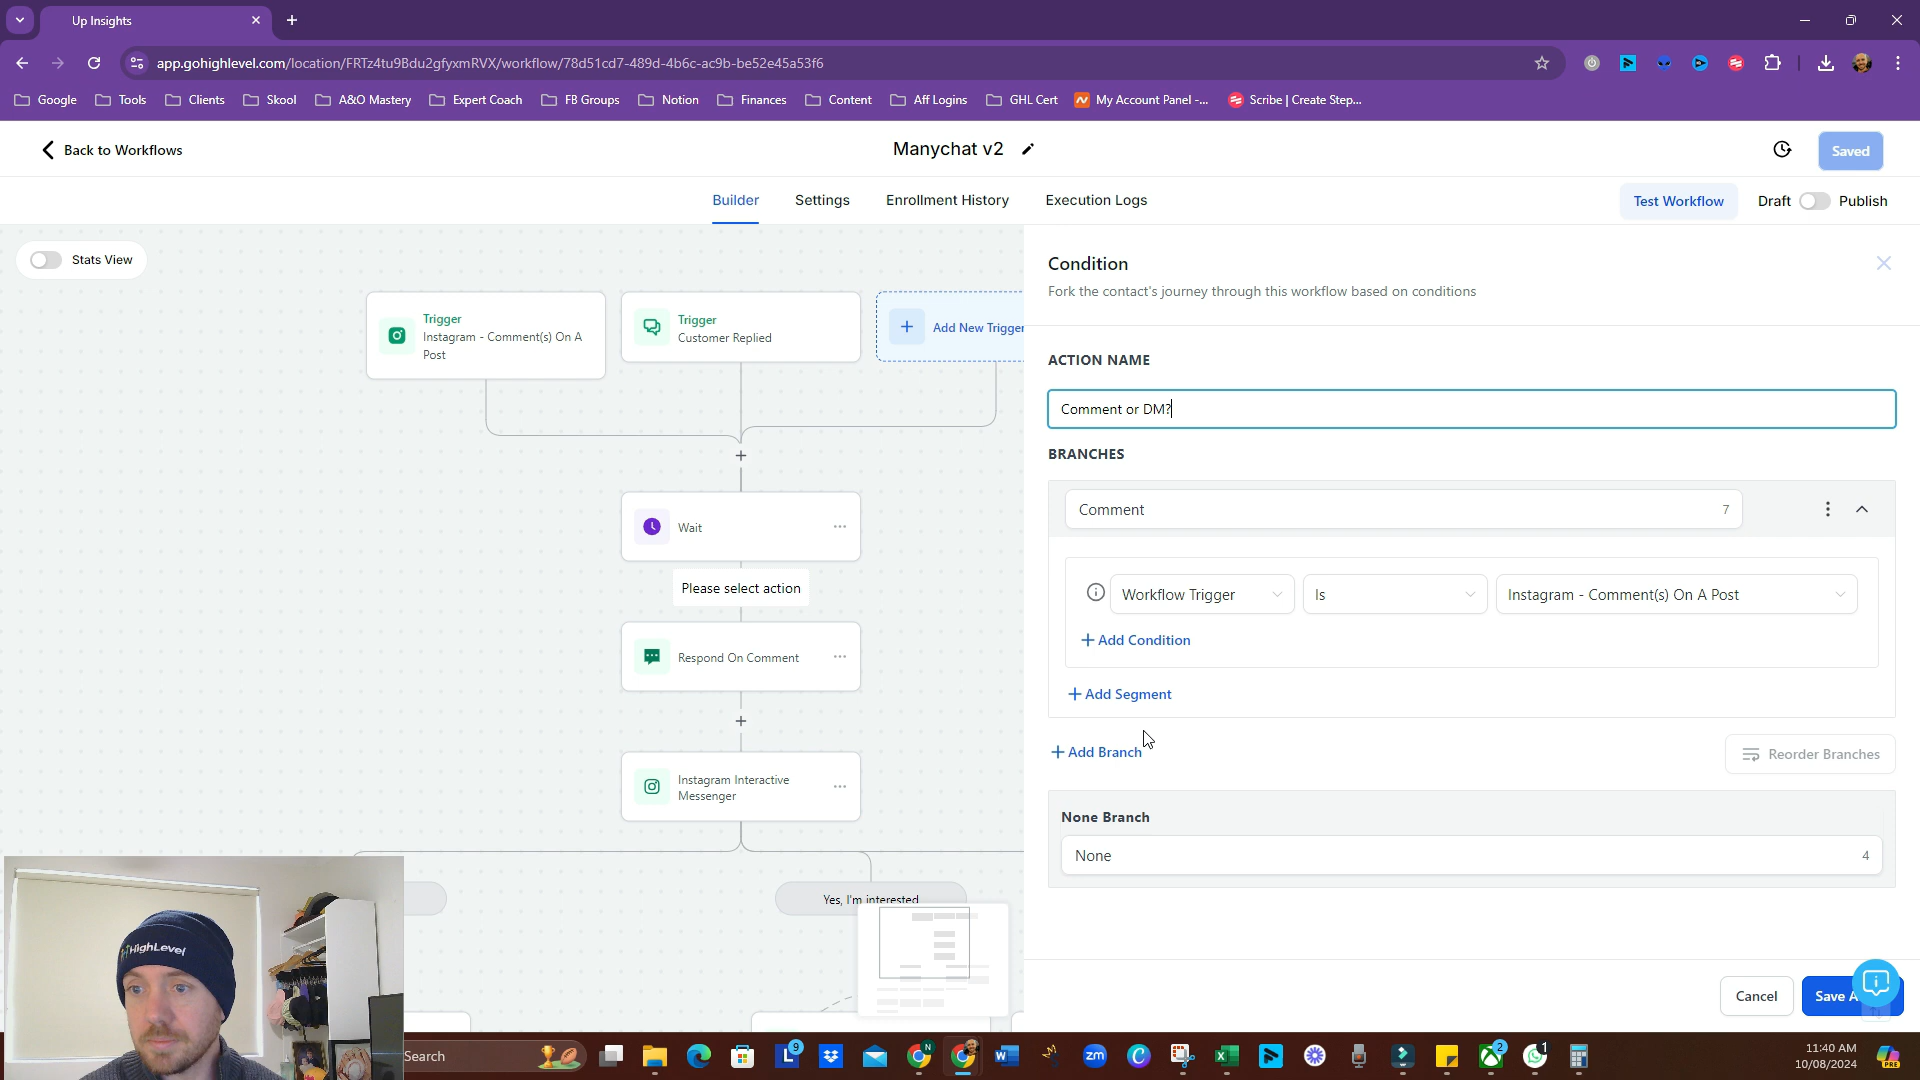 Up Insights
app.gohighlevel.com/location/FRTz4tu9Bdu2gfyxmRVX/workflow/78d51cd7-489d-4b6c-ac9b-be52e45a53f6
Google Tools Clients Skool A&O Mastery Expert Coach FB Groups Notion Finances Content Aff Logins GHL Cert My Account Panel -... Scribe | Create Step...
Back to Workflows
Manychat v2
Saved
Builder Settings Enrollment History Execution Logs
Test Workflow Draft Publish
Stats View
Trigger
Instagram - Comment(s) On A
Post
Trigger
Customer Replied
Add New Trigger
Wait
Please select action
Respond On Comment
Instagram Interactive
Messenger
Yes, I'm interested
Condition
Fork the contact's journey through this workflow based on conditions
ACTION NAME
Comment or DM?
BRANCHES
Comment 7
Workflow Trigger Is Instagram - Comment(s) On A Post
Add Condition
Add Segment
Add Branch Reorder Branches
None Branch
None 4
Cancel Save A
HighLevel
Search
9
N
zm
2
1
11:40 AM
10/08/2024
PRE